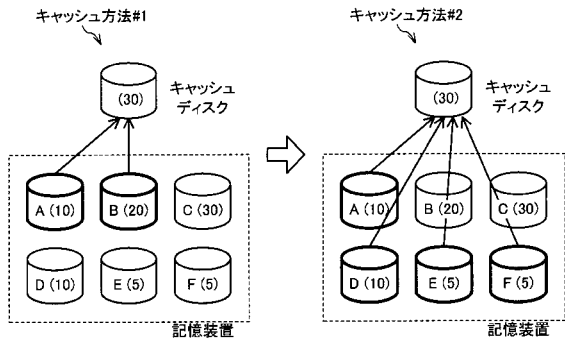 キャッシュ方法#1
(30)
キャッシュ
ディスク
A (10)
B (20)
C (30)
D (10)
E (5)
F (5)
記憶装置
キャッシュ方法#2
(30)
キャッシュ
ディスク
A (10)
B (20)
C (30)
D (10)
E (5)
F (5)
記憶装置